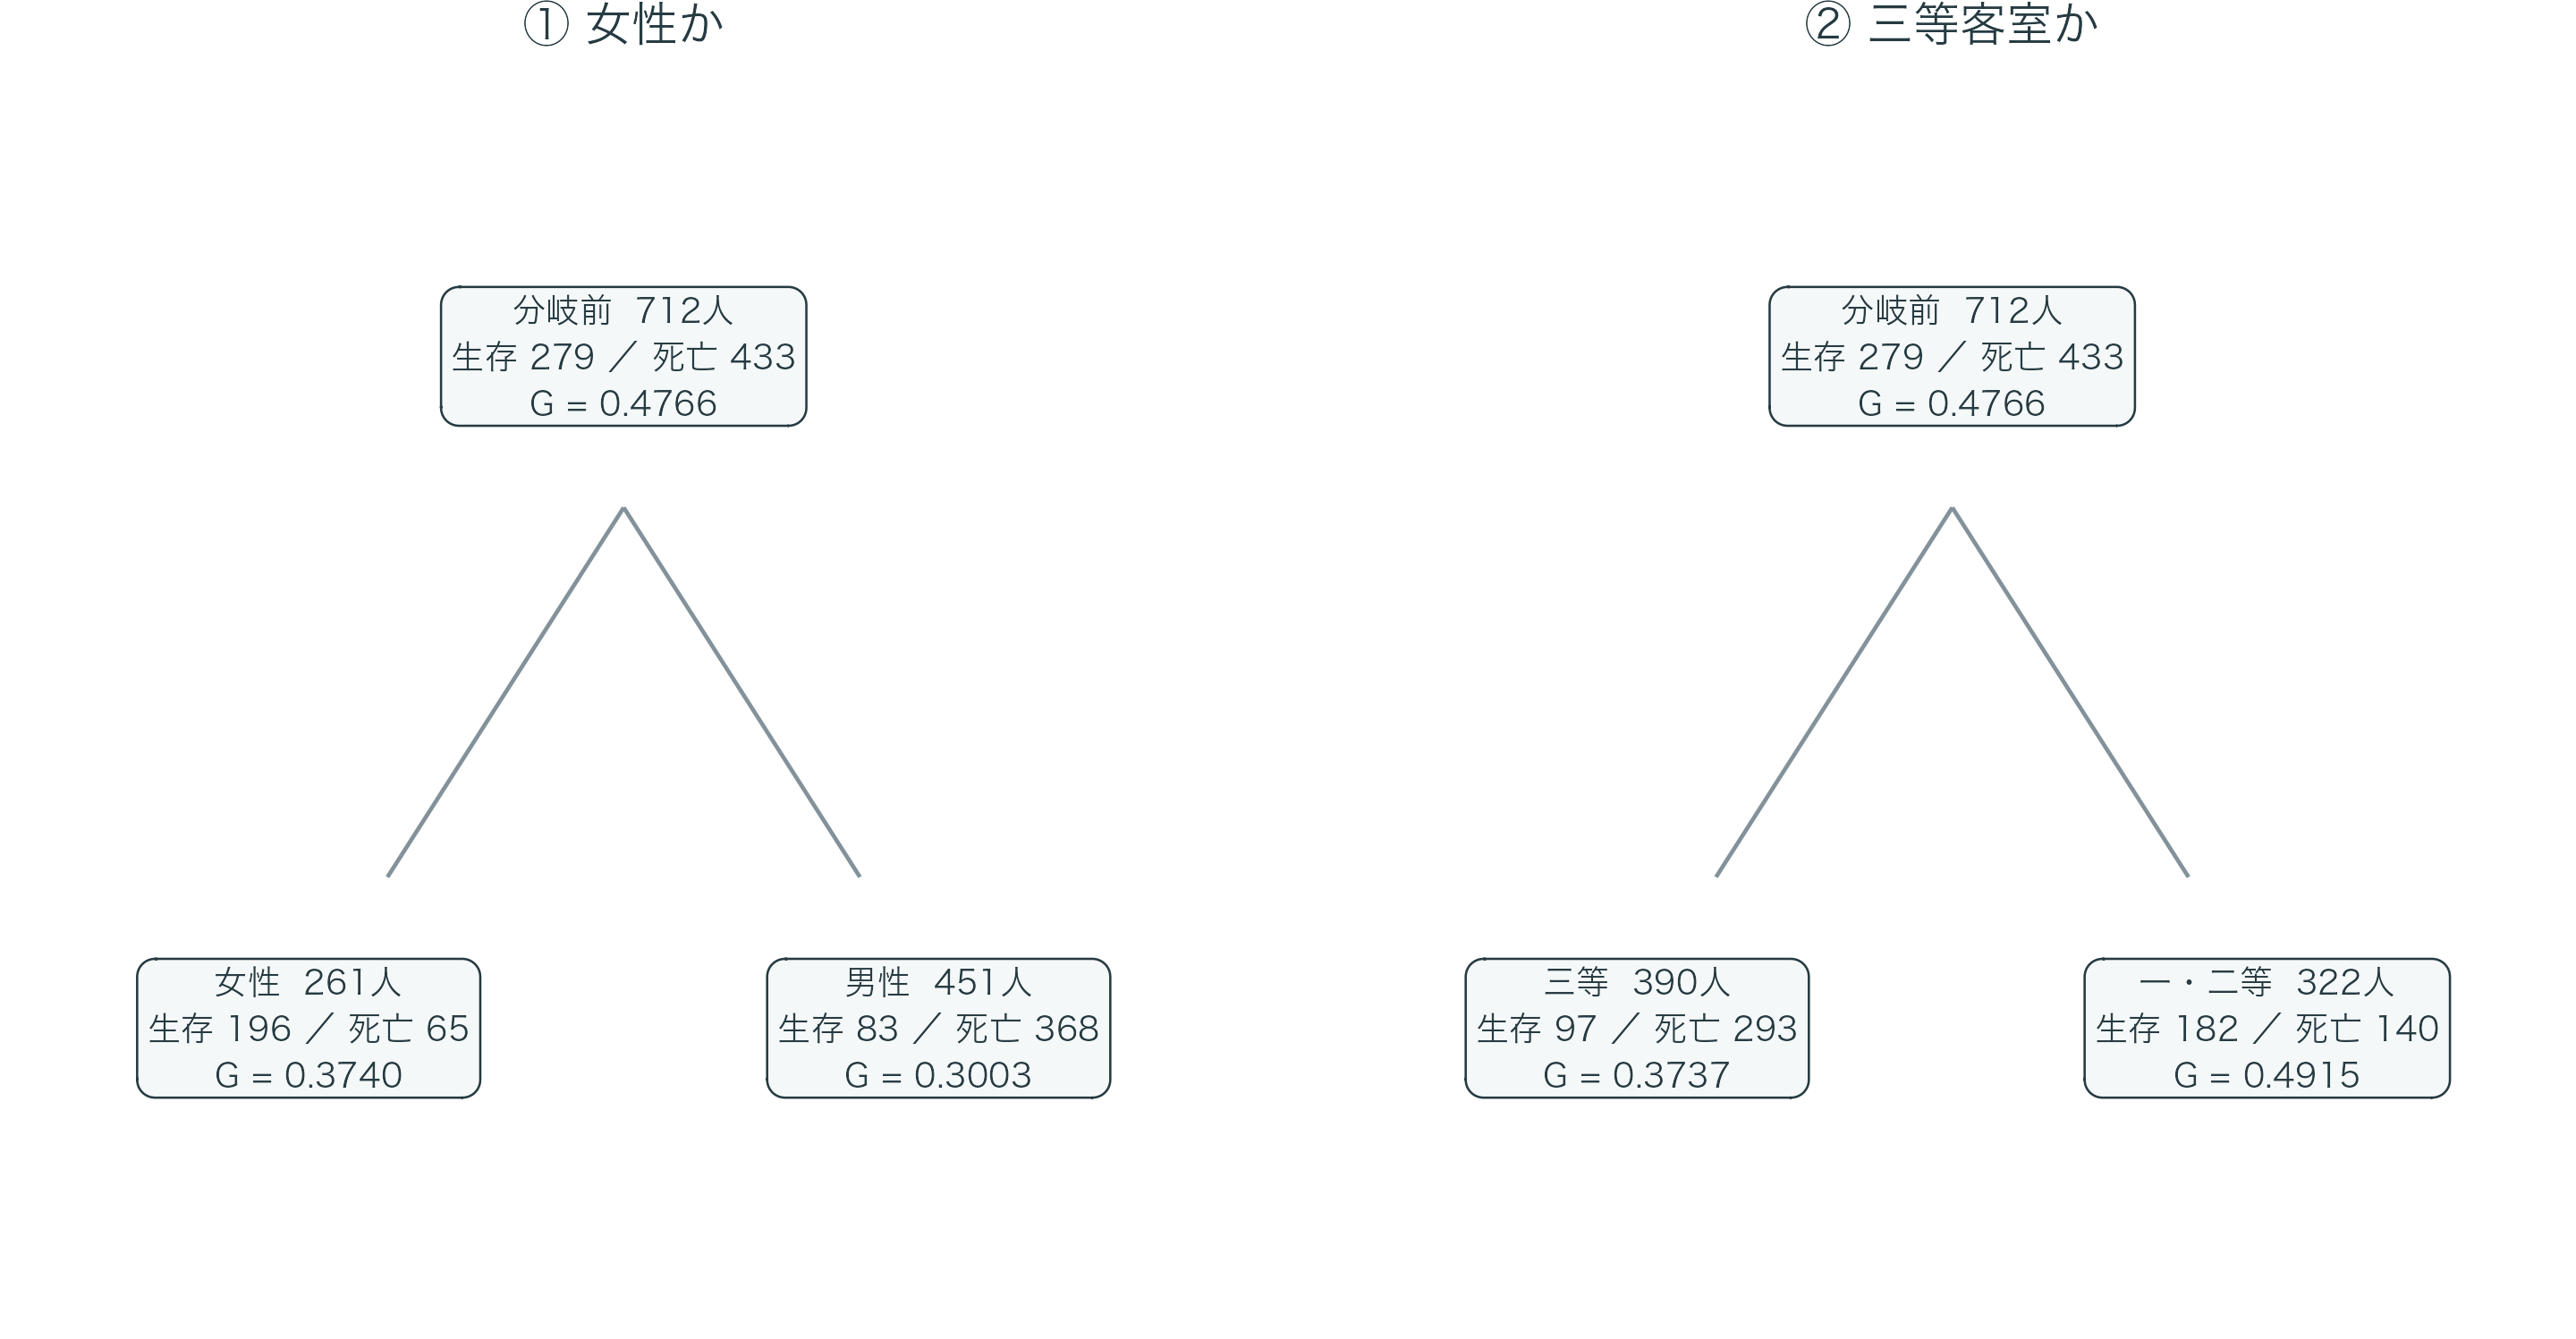 ① 女性か
分岐前 712人
生存 279 ／ 死亡 433
G = 0.4766
女性 261人
生存 196 ／ 死亡 65
G = 0.3740
男性 451人
生存 83 ／ 死亡 368
G = 0.3003
② 三等客室か
分岐前 712人
生存 279 ／ 死亡 433
G = 0.4766
三等 390人
生存 97 ／ 死亡 293
G = 0.3737
一・二等 322人
生存 182 ／ 死亡 140
G = 0.4915